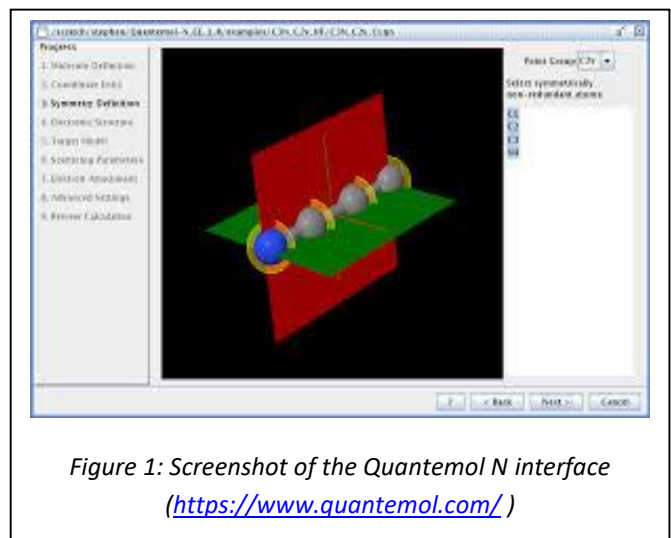 Progress
1. Molecule Definition
2. Coordinate Entry
3. Symmetry Definition
4. Electronic Structure
5. Target Model
6. Scattering Parameters
7. Electron Attachment
8. Advanced Settings
9. Review Calculation
Point Group C2v
Select symmetrically
non-redundant atoms
C1
C2
C3
N4
?
< Back
Next >
Cancel
Figure 1: Screenshot of the Quantemol N interface
(https://www.quantemol.com/ )